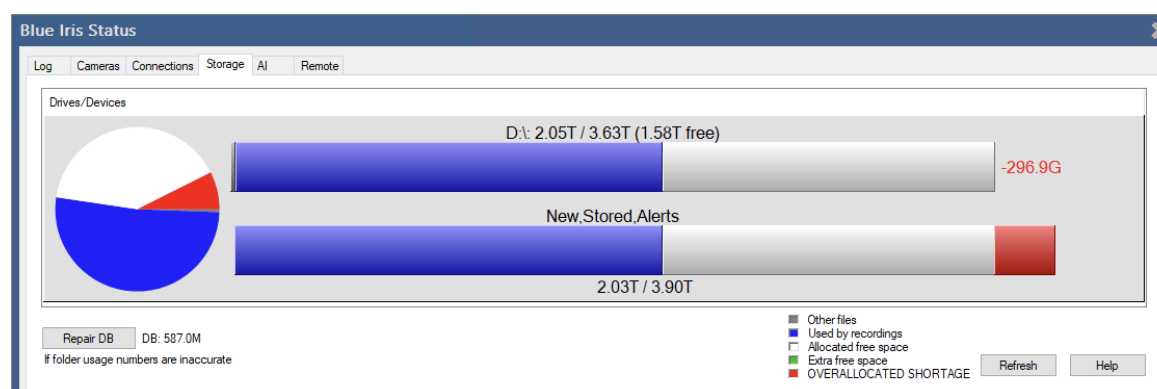 Blue Iris Status
Log Cameras Connections Storage AI Remote
Drives/Devices
D:\: 2.05T / 3.63T (1.58T free)
-296.9G
New,Stored,Alerts
2.03T / 3.90T
Repair DB DB: 587.0M
If folder usage numbers are inaccurate
Other files
Used by recordings
Allocated free space
Extra free space
OVERALLOCATED SHORTAGE
Refresh Help